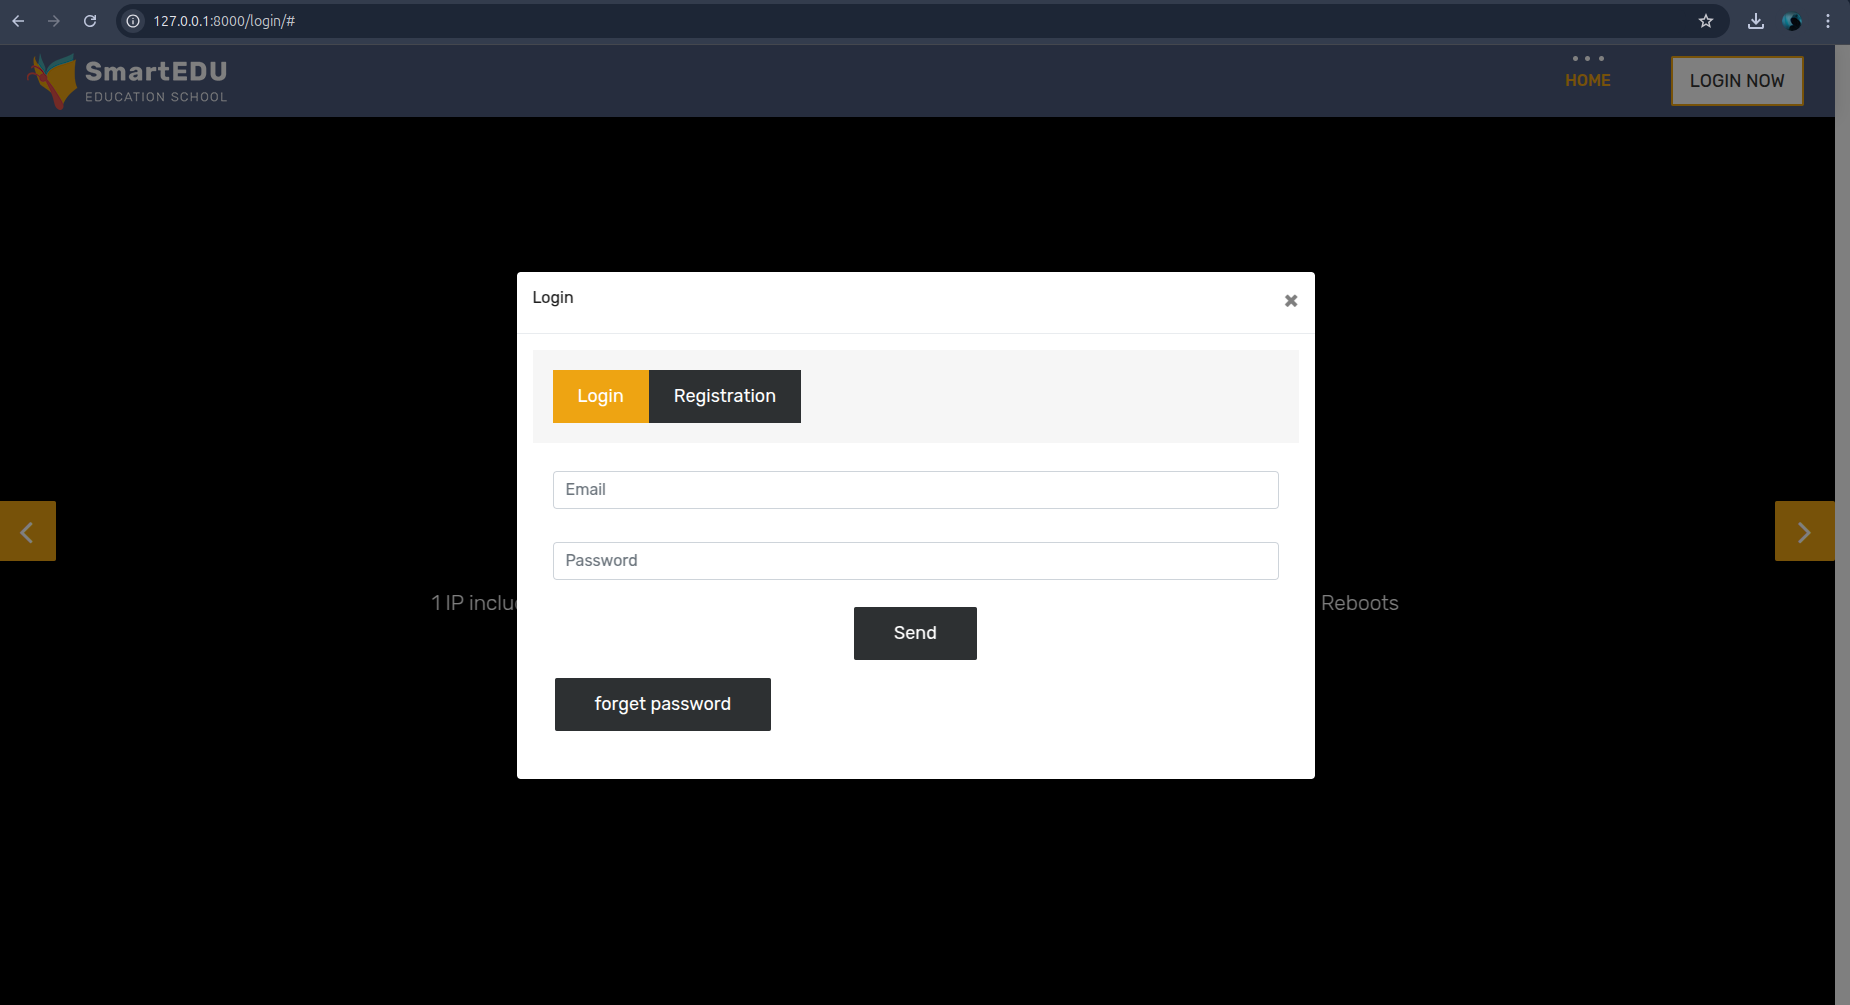 127.0.0.1:8000/login/#
SmartEDU
EDUCATION SCHOOL
HOME
LOGIN NOW
Login
Login
Registration
Email
Password
1 IP inclu
Reboots
Send
forget password